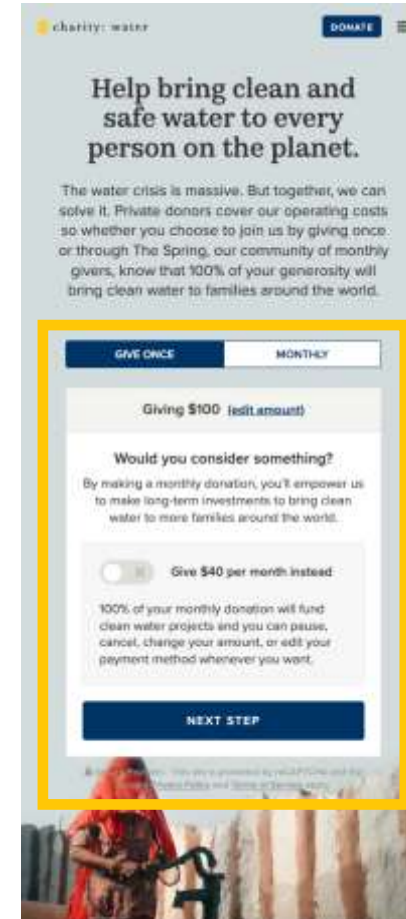 charity: water
DONATE
Help bring clean and
safe water to every
person on the planet.
The water crisis is massive. But together, we can
solve it. Private donors cover our operating costs
so whether you choose to join us by giving once
or through The Spring, our community of monthly
givers, know that 100% of your generosity will
bring clean water to families around the world.
GIVE ONCE
MONTHLY
Giving $100 (edit amount)
Would you consider something?
By making a monthly donation, you'll empower us
to make long-term investments to bring clean
water to more families around the world.
Give $40 per month instead
100% of your monthly donation will fund
clean water projects and you can pause,
cancel, change your amount, or edit your
payment method whenever you want.
NEXT STEP
Privacy Policy and Terms of Service